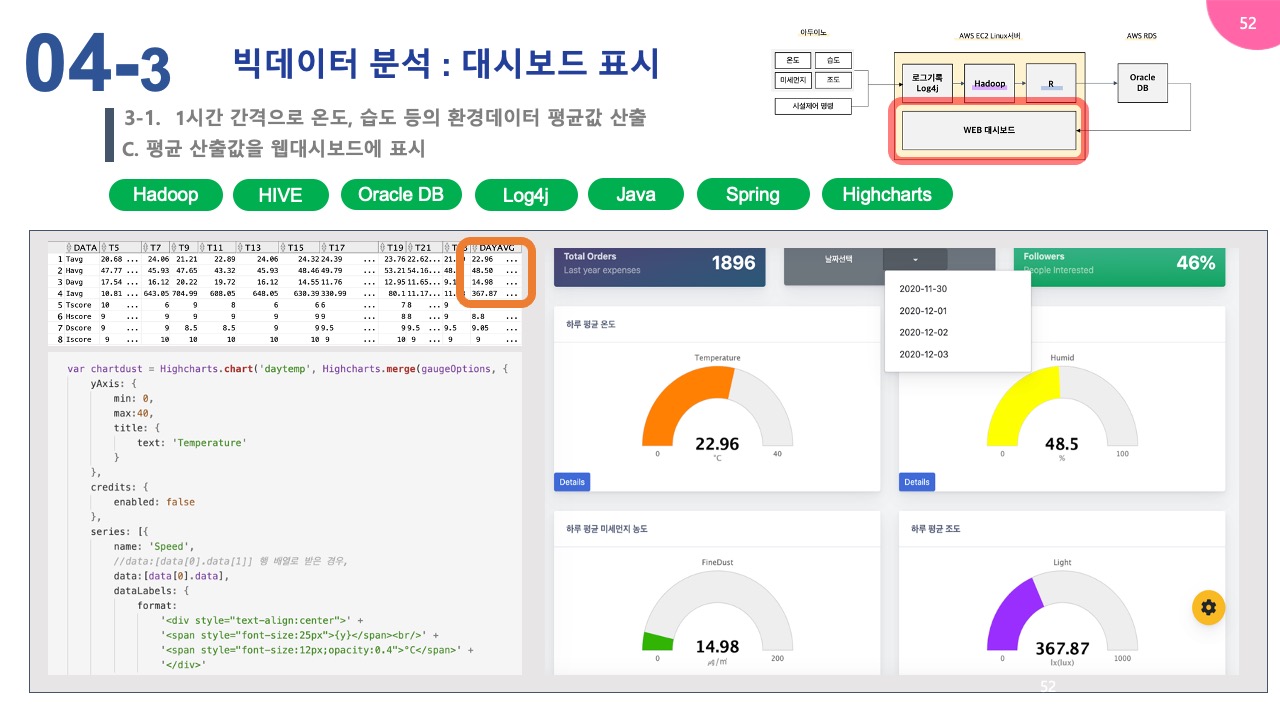 52
04-3
빅데이터 분석 : 대시보드 표시
3-1. 1시간 간격으로 온도, 습도 등의 환경데이터 평균값 산출
C. 평균 산출값을 웹대시보드에 표시
아두이노
AWS EC2 Linux서버
AWS RDS
온도
습도
미세먼지
조도
시설제어 명령
로그기록
Log4j
Hadoop
R
Oracle
DB
WEB 대시보드
Hadoop
HIVE
Oracle DB
Log4j
Java
Spring
Highcharts
DATA T5 T7 T9 T11 T13 T15 T17 T19 T21 DAYAVG
1 Tavg 20.68 ... 24.06 21.21 22.89 24.06 24.32 24.39 ... 23.76 22.62... 22.96 ...
2 Havg 47.77 ... 45.93 47.65 43.32 45.93 48.46 49.79 ... 53.21 54.16... 48.50 ...
3 Davg 17.54 ... 16.12 20.22 19.72 16.12 14.55 11.76 ... 12.95 11.65... 14.98 ...
4 Iavg 10.81 ... 643.05 704.99 608.05 648.05 630.39 330.99 ... 80.1 11.17... 367.87 ...
5 Tscore 10 ... 6 9 8 6 6 6 ... 7 8 ... 9 ...
6 Hscore 9 ... 9 9 9 9 9 9 ... 9 8 ... 9 8.8 ...
7 Dscore 9 ... 9 8.5 8.5 9 9 9.5 ... 9 9.5 ... 9.5 9.05 ...
8 Iscore 9 ... 10 10 10 10 10 9 ... 10 9 ... 9 9 ...
var chartdust = Highcharts.chart('daytemp', Highcharts.merge(gaugeOptions, {
yAxis: {
min: 0,
max:40,
title: {
text: 'Temperature'
}
},
credits: {
enabled: false
},
series: [{
name: 'Speed',
//data:[data[0].data[1]] 행 배열로 받은 경우,
data:[data[0].data],
dataLabels: {
format:
'<div style="text-align:center">' +
'<span style="font-size:25px">{y}</span><br/>' +
'<span style="font-size:12px;opacity:0.4">°C</span>' +
'</div>'
Total Orders
Last year expenses
1896
날짜선택
Followers
People Interested
46%
2020-11-30
2020-12-01
2020-12-02
2020-12-03
하루 평균 온도
Temperature
22.96
°C
0
40
Details
Humid
48.5
%
0
100
Details
하루 평균 미세먼지 농도
FineDust
14.98
㎍/㎥
0
200
하루 평균 조도
Light
367.87
lx(lux)
0
1000
52